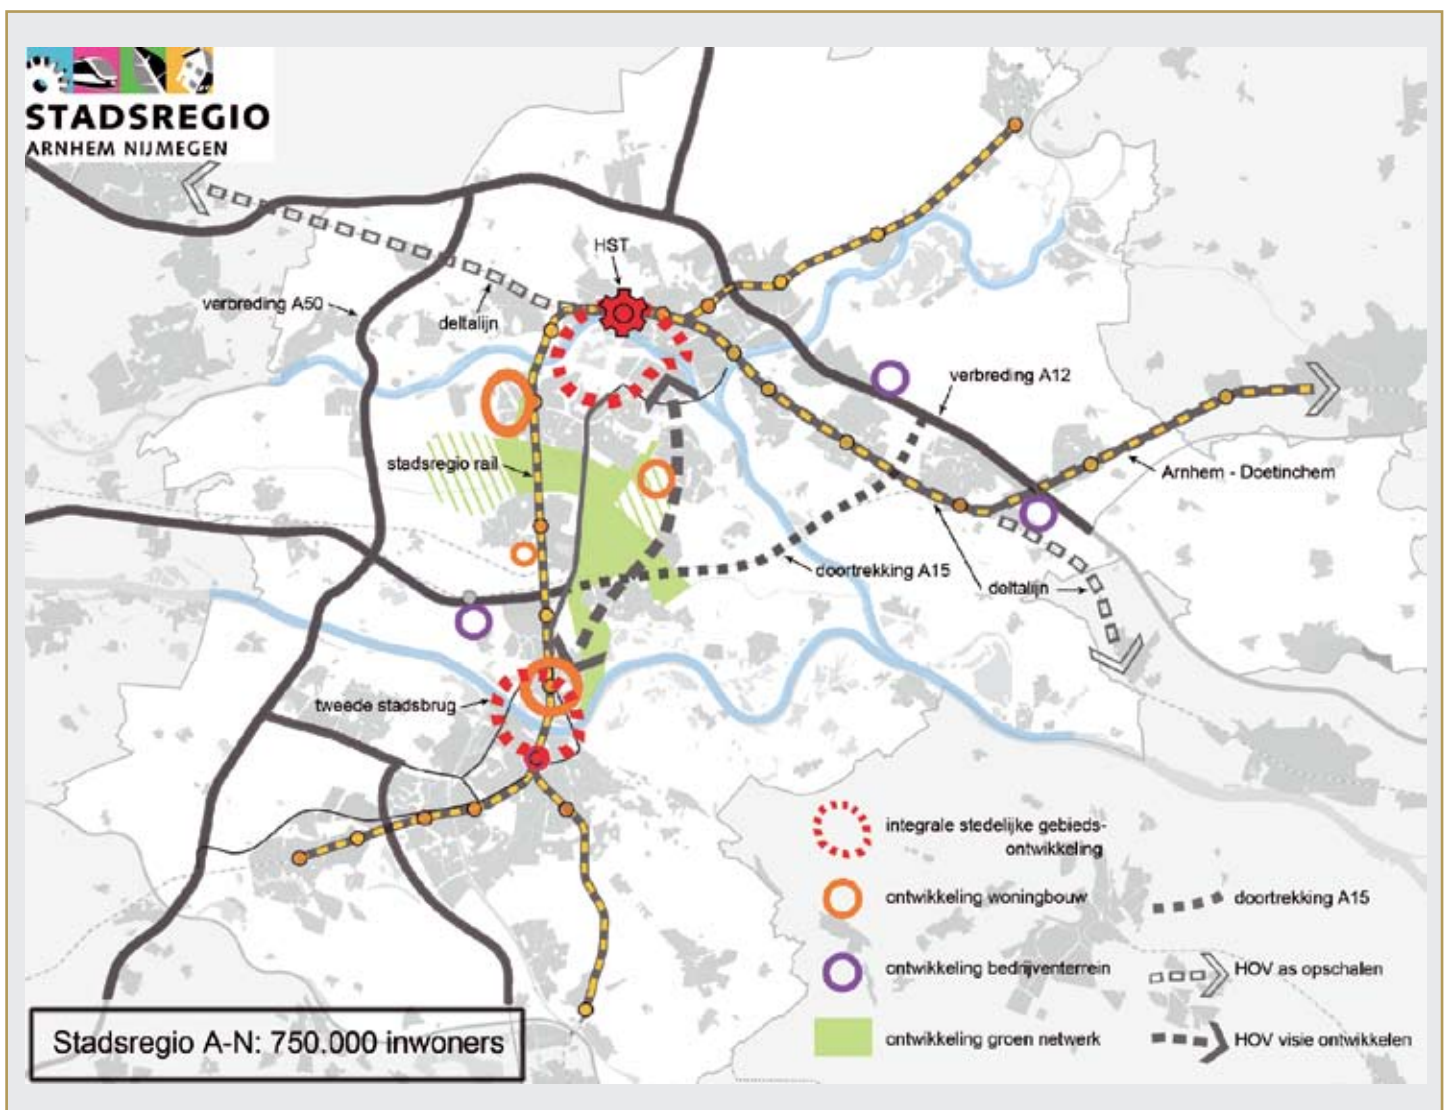 STADSREGIO
ARNHEM NIJMEGEN
HST
verbreding A50
deltalijn
verbreding A12
stadsregio rail
Arnhem - Doetinchem
doortrekking A15
deltalijn
tweede stadsbrug
integrale stedelijke gebieds-
ontwikkeling
ontwikkeling woningbouw
doortrekking A15
ontwikkeling bedrijventerrein
HOV as opschalen
ontwikkeling groen netwerk
HOV visie ontwikkelen
Stadsregio A-N: 750.000 inwoners